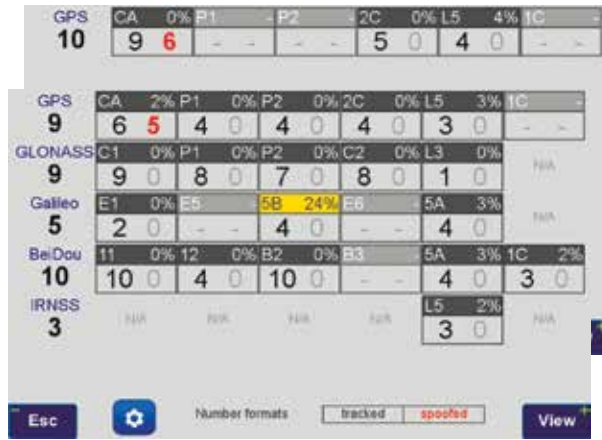 GPS CA 0% P1 - P2 - 2C 0% L5 4% 1C -
10 9 6 - - - - 5 0 4 0 - -
GPS CA 2% P1 0% P2 0% 2C 0% L5 3% 1C -
9 6 5 4 0 4 0 4 0 3 0 - -
GLONASS C1 0% P1 0% P2 0% C2 0% L3 0% N/A
9 9 0 8 0 7 0 8 0 1 0
Galileo E1 0% E5 - 5B 24% E6 - 5A 3% N/A
5 2 0 - - 4 0 - - 4 0
BeiDou 11 0% 12 0% B2 0% B3 - 5A 3% 1C 2%
10 10 0 4 0 10 0 - - 4 0 3 0
IRNSS N/A N/A N/A N/A L5 2% N/A
3 3 0
Esc Number formats tracked spoofed View